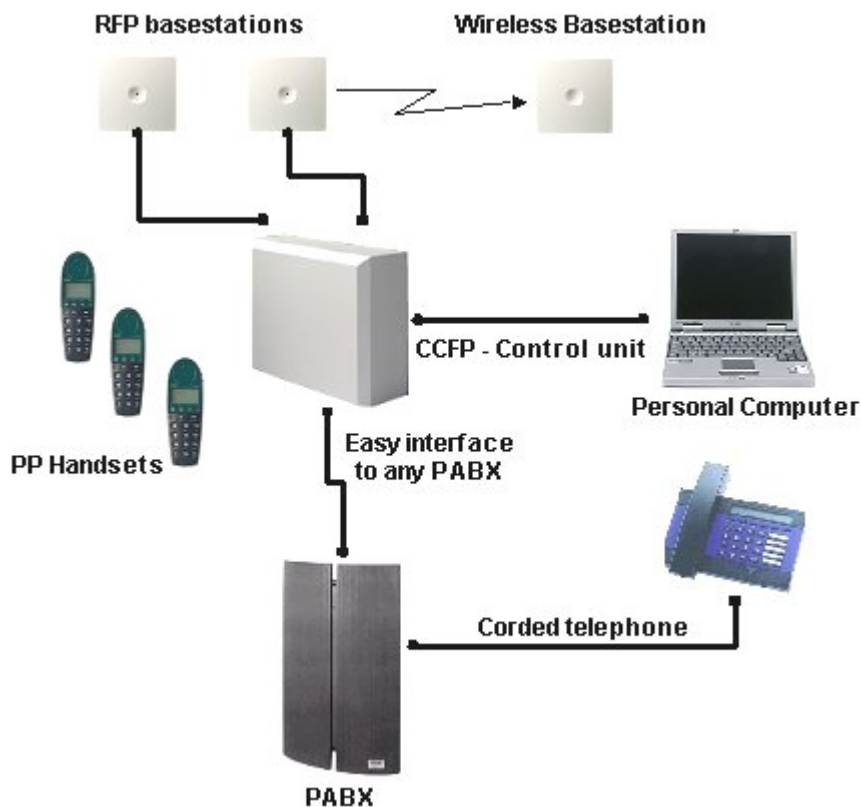 RFP basestations
Wireless Basestation
CCFP - Control unit
Personal Computer
PP Handsets
Easy interface
to any PABX
Corded telephone
PABX